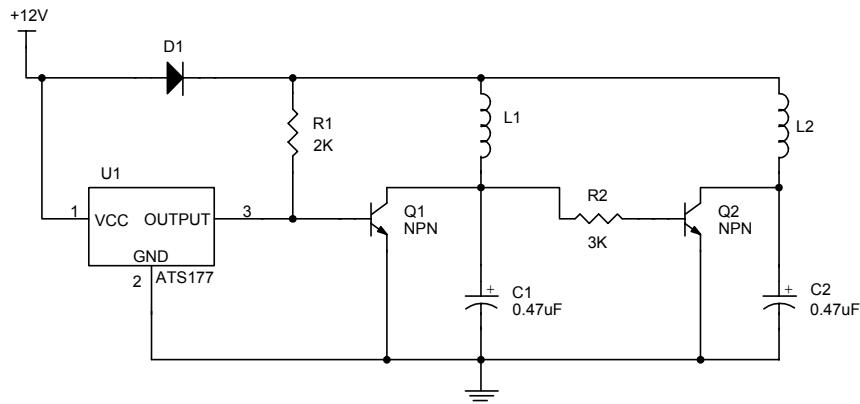 +12V
D1
R1
2K
L1
L2
U1
1
VCC
OUTPUT
3
GND
2
ATS177
Q1
NPN
R2
3K
Q2
NPN
+
C1
0.47uF
+
C2
0.47uF